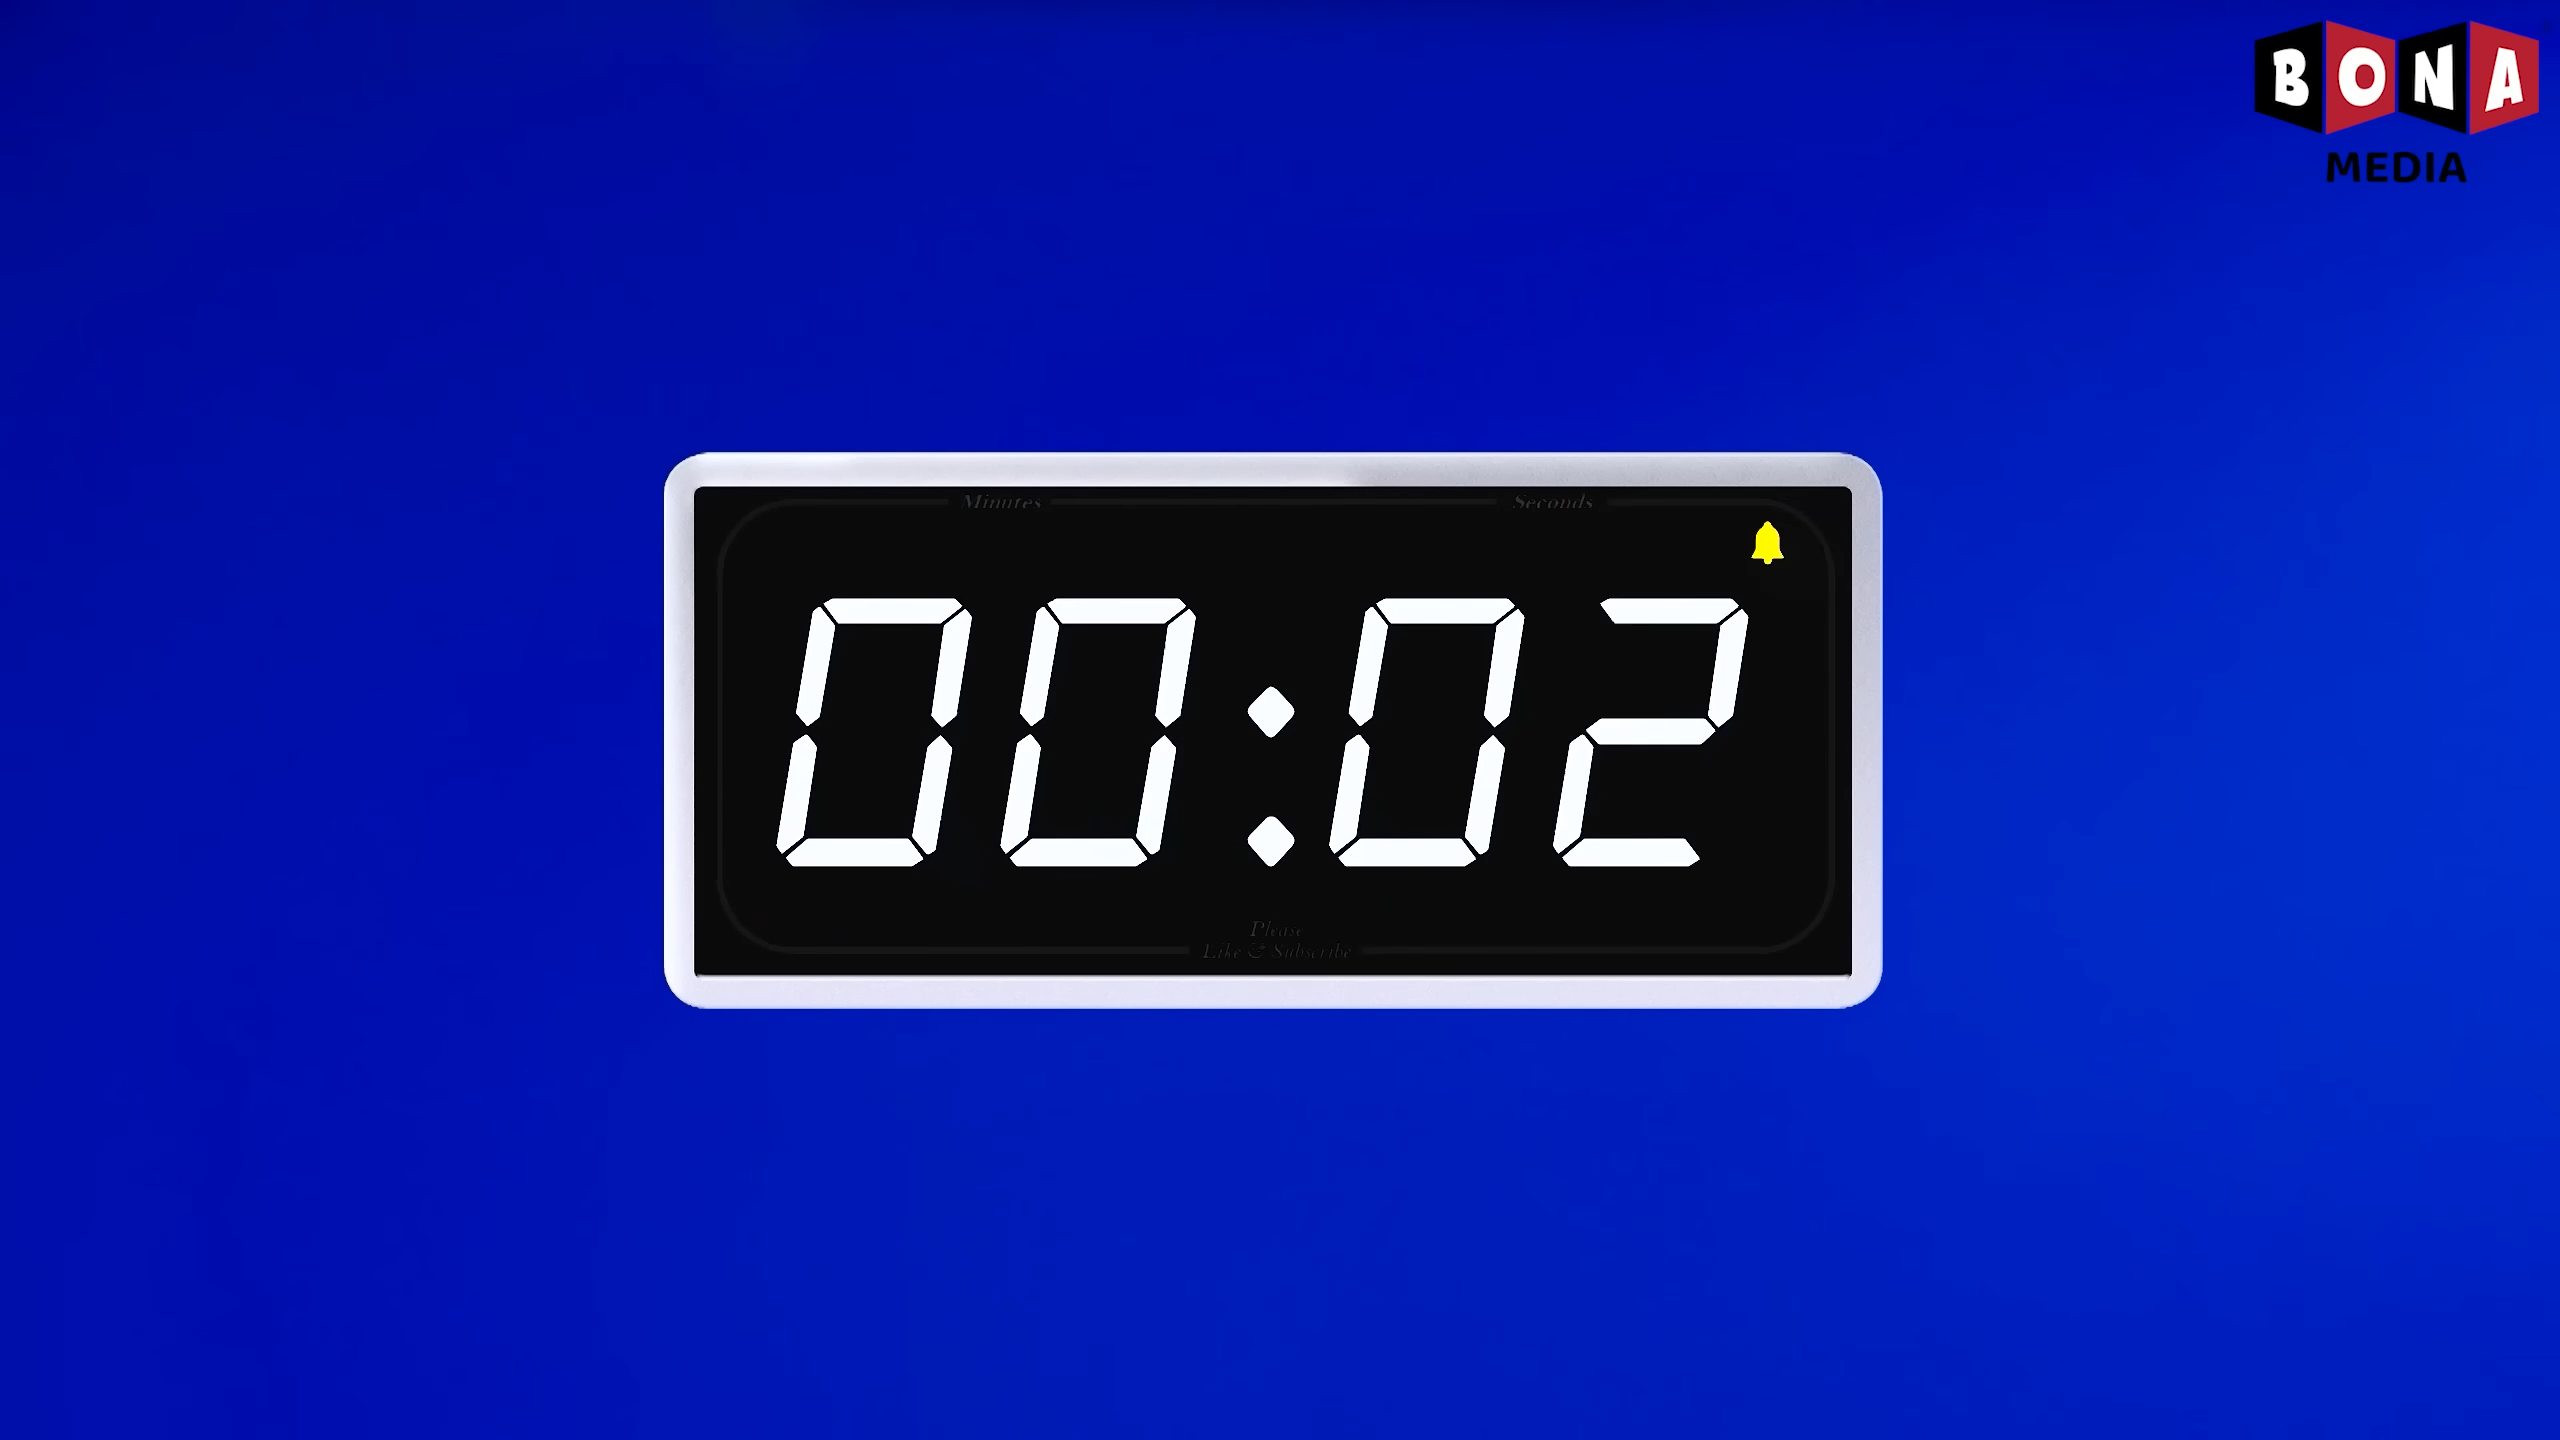 BONA
MEDIA
Minutes Seconds
00:02
Please
Like & Subscribe